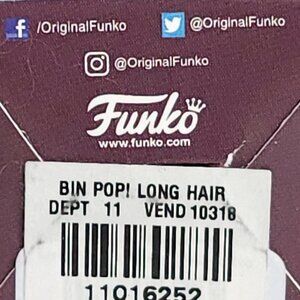 /OriginalFunko
@OriginalFunko
@OriginalFunko
Funko
www.funko.com
BIN POP! LONG HAIR
DEPT 11 VEND 10318
11016252